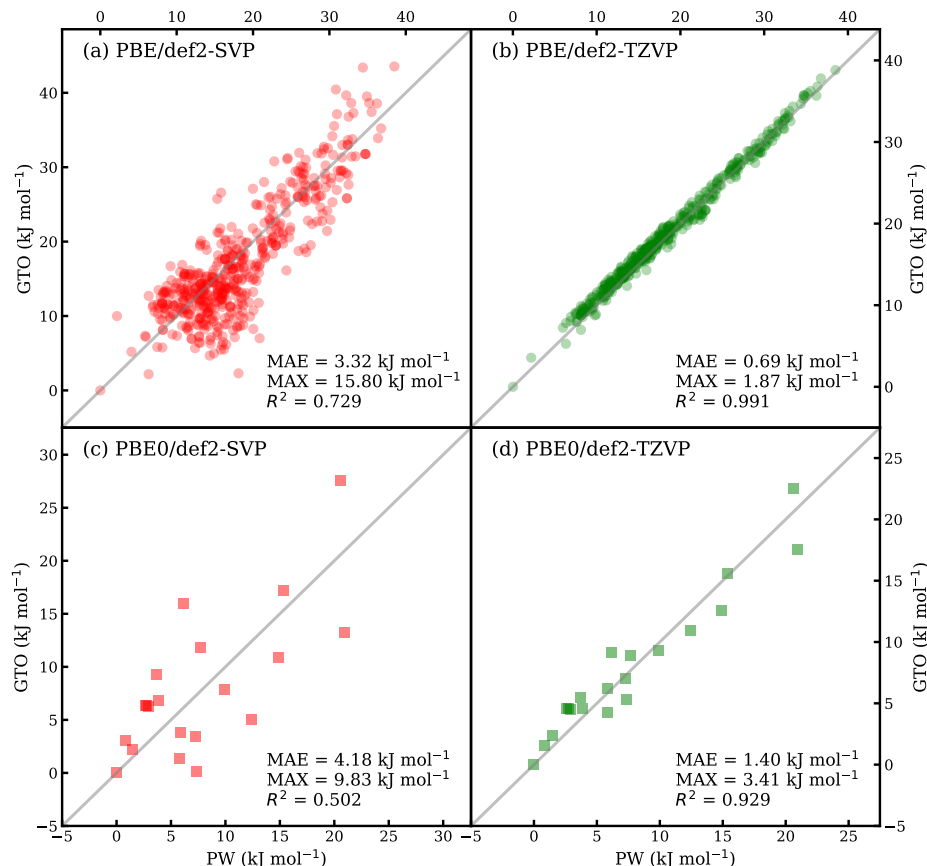 0 10 20 30 40
0 10 20 30 40
(a) PBE/def2-SVP
(b) PBE/def2-TZVP
40
30
20
10
0
GTO (kJ mol⁻¹)
40
30
20
10
0
GTO (kJ mol⁻¹)
MAE = 3.32 kJ mol⁻¹
MAX = 15.80 kJ mol⁻¹
R² = 0.729
MAE = 0.69 kJ mol⁻¹
MAX = 1.87 kJ mol⁻¹
R² = 0.991
(c) PBE0/def2-SVP
(d) PBE0/def2-TZVP
30
25
20
15
10
5
0
−5
GTO (kJ mol⁻¹)
25
20
15
10
5
0
−5
GTO (kJ mol⁻¹)
MAE = 4.18 kJ mol⁻¹
MAX = 9.83 kJ mol⁻¹
R² = 0.502
MAE = 1.40 kJ mol⁻¹
MAX = 3.41 kJ mol⁻¹
R² = 0.929
−5 0 5 10 15 20 25 30
−5 0 5 10 15 20 25
PW (kJ mol⁻¹)
PW (kJ mol⁻¹)